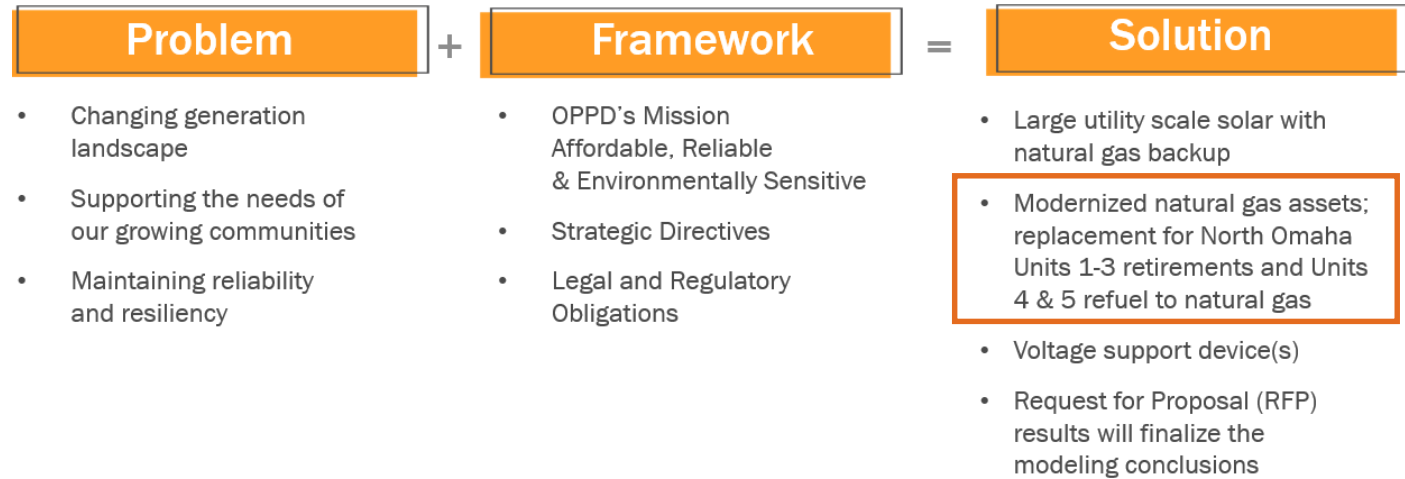 Problem
+
Framework
=
Solution
• Changing generation
landscape
• Supporting the needs of
our growing communities
• Maintaining reliability
and resiliency
• OPPD’s Mission
Affordable, Reliable
& Environmentally Sensitive
• Strategic Directives
• Legal and Regulatory
Obligations
• Large utility scale solar with
natural gas backup
• Modernized natural gas assets;
replacement for North Omaha
Units 1-3 retirements and Units
4 & 5 refuel to natural gas
• Voltage support device(s)
• Request for Proposal (RFP)
results will finalize the
modeling conclusions